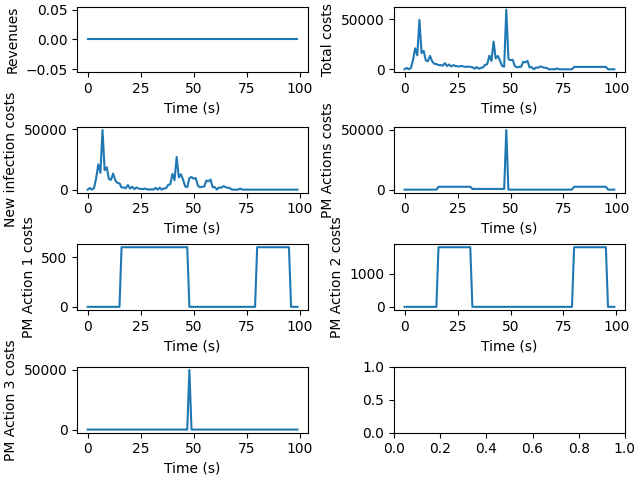 Revenues
0.05
0.00
−0.05
0 25 50 75 100
Time (s)
Total costs
50000
0
0 25 50 75 100
Time (s)
New infection costs
50000
0
0 25 50 75 100
Time (s)
PM Actions costs
50000
0
0 25 50 75 100
Time (s)
PM Action 1 costs
500
0
0 25 50 75 100
Time (s)
PM Action 2 costs
1000
0
0 25 50 75 100
Time (s)
PM Action 3 costs
50000
0
0 25 50 75 100
Time (s)
1.0
0.5
0.0
0.0 0.2 0.4 0.6 0.8 1.0